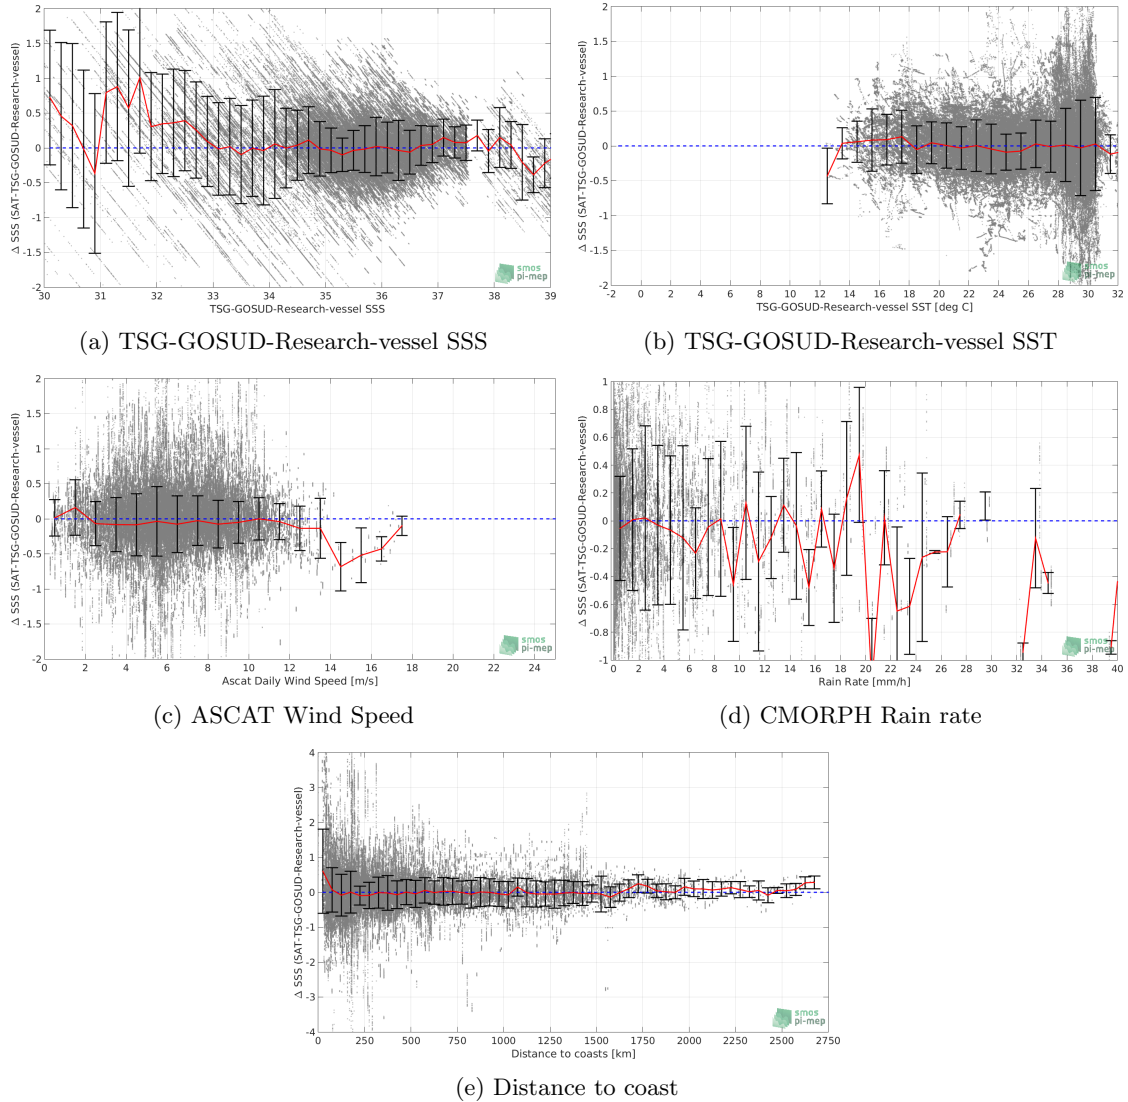 Δ SSS (SAT-TSG-GOSUD-Research-vessel)
2
1.5
1
0.5
0
-0.5
-1
-1.5
-2
30 31 32 33 34 35 36 37 38 39
TSG-GOSUD-Research-vessel SSS
smos
pi-mep
(a) TSG-GOSUD-Research-vessel SSS
Δ SSS (SAT-TSG-GOSUD-Research-vessel)
2
1.5
1
0.5
0
-0.5
-1
-1.5
-2
-2 0 2 4 6 8 10 12 14 16 18 20 22 24 26 28 30 32
TSG-GOSUD-Research-vessel SST [deg C]
smos
pi-mep
(b) TSG-GOSUD-Research-vessel SST
Δ SSS (SAT-TSG-GOSUD-Research-vessel)
2
1.5
1
0.5
0
-0.5
-1
-1.5
-2
0 2 4 6 8 10 12 14 16 18 20 22 24
Ascat Daily Wind Speed [m/s]
smos
pi-mep
(c) ASCAT Wind Speed
Δ SSS (SAT-TSG-GOSUD-Research-vessel)
1
0.8
0.6
0.4
0.2
0
-0.2
-0.4
-0.6
-0.8
-1
0 2 4 6 8 10 12 14 16 18 20 22 24 26 28 30 32 34 36 38 40
Rain Rate [mm/h]
smos
pi-mep
(d) CMORPH Rain rate
Δ SSS (SAT-TSG-GOSUD-Research-vessel)
4
3
2
1
0
-1
-2
-3
-4
0 250 500 750 1000 1250 1500 1750 2000 2250 2500 2750
Distance to coasts [km]
smos
pi-mep
(e) Distance to coast